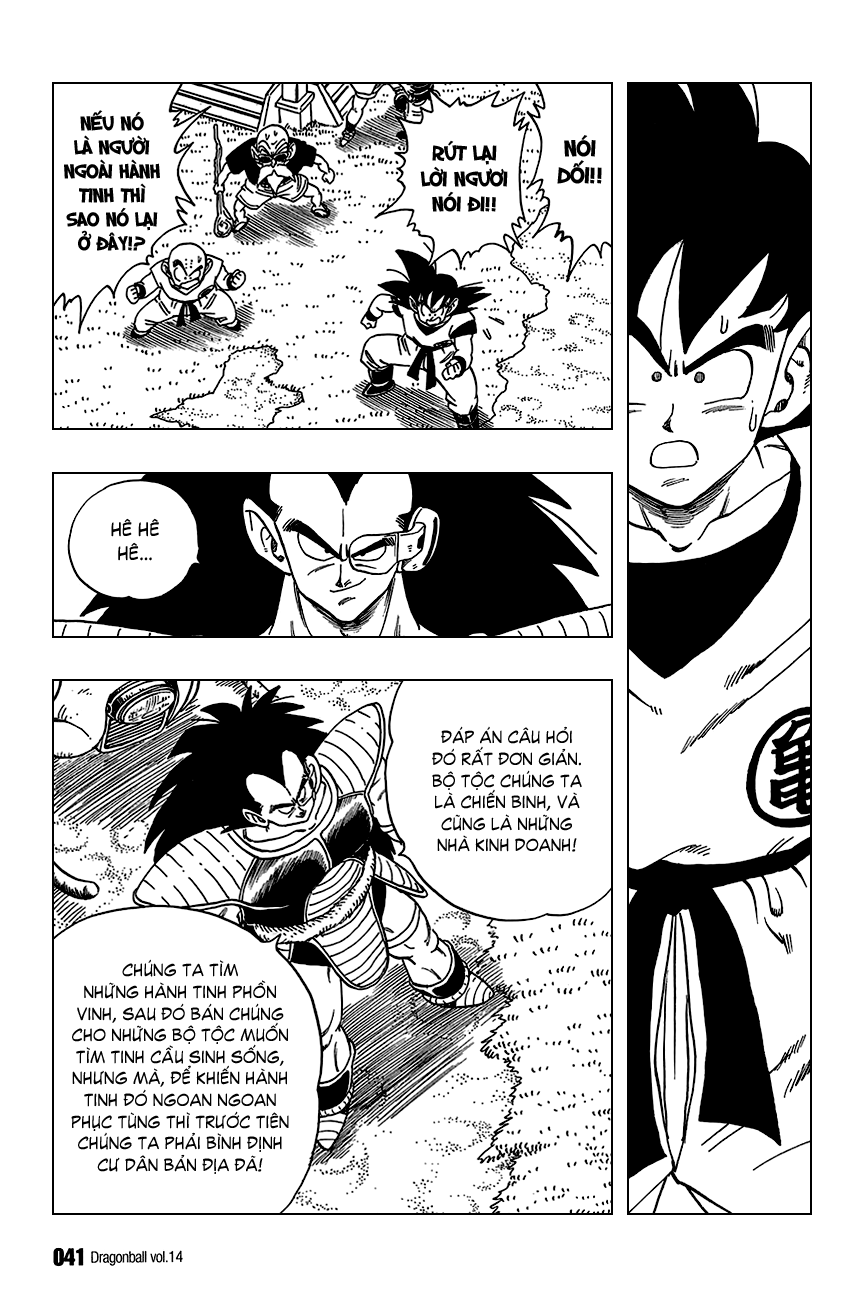 NÓI
DỐI!!
RÚT LẠI
LỜI NGƯƠI
NÓI ĐI!!
NẾU NÓ
LÀ NGƯỜI
NGOÀI HÀNH
TINH THÌ
SAO NÓ LẠI
Ở ĐÂY!?
亀
HÊ HÊ
HÊ...
ĐÁP ÁN CÂU HỎI
ĐÓ RẤT ĐƠN GIẢN.
BỘ TỘC CHÚNG TA
LÀ CHIẾN BINH, VÀ
CŨNG LÀ NHỮNG
NHÀ KINH DOANH!
CHÚNG TA TÌM
NHỮNG HÀNH TINH PHỒN
VINH, SAU ĐÓ BÁN CHÚNG
CHO NHỮNG BỘ TỘC MUỐN
TÌM TINH CẦU SINH SỐNG,
NHƯNG MÀ, ĐỂ KHIẾN HÀNH
TINH ĐÓ NGOAN NGOAN
PHỤC TÙNG THÌ TRƯỚC TIÊN
CHÚNG TA PHẢI BÌNH ĐỊNH
CƯ DÂN BẢN ĐỊA ĐÃ!
041 Dragonball vol.14